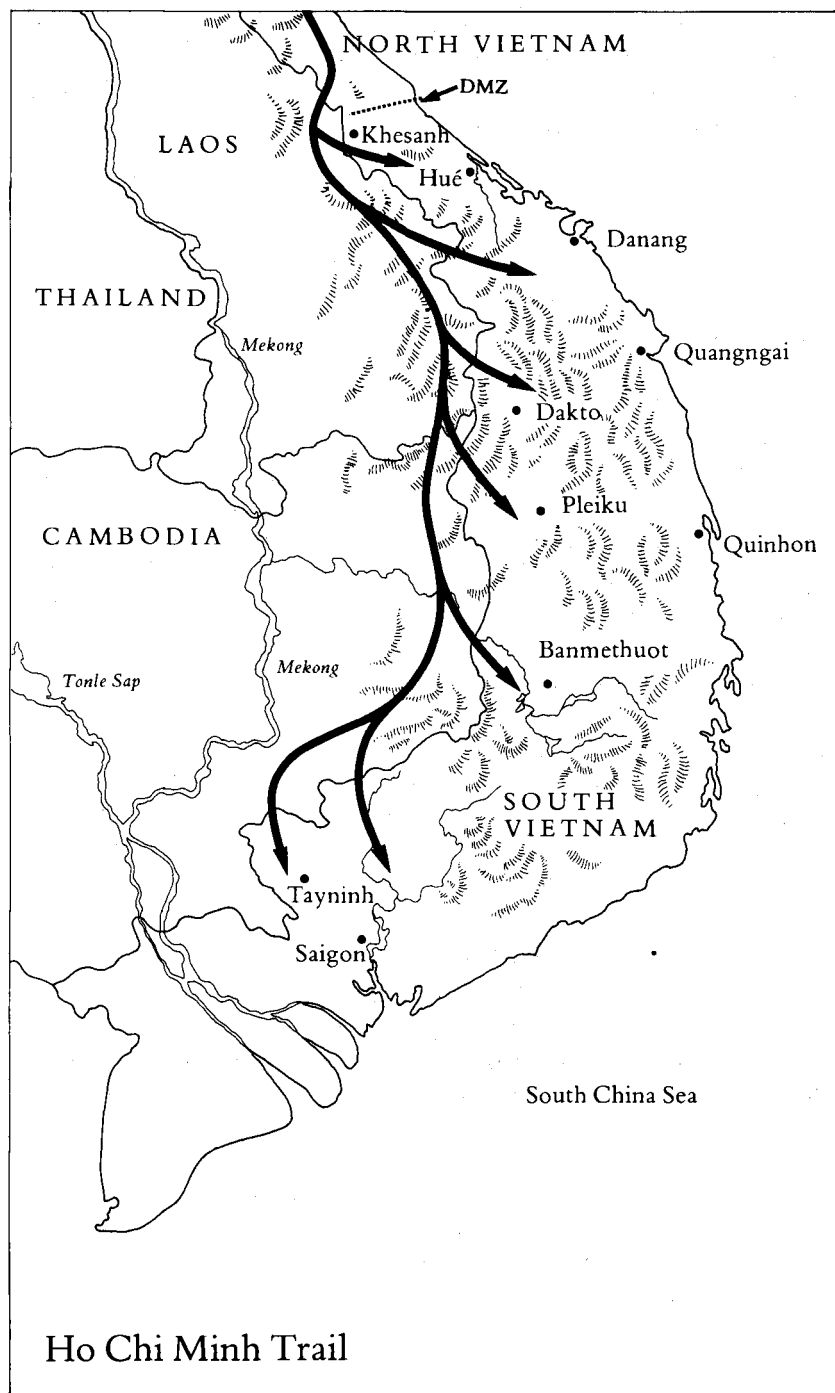 NORTH VIETNAM
DMZ
LAOS
Khesanh
Hué
Danang
THAILAND
Mekong
Quangngai
Dakto
Pleiku
CAMBODIA
Quinhon
Banmethuot
Mekong
Tonle Sap
SOUTH
VIETNAM
Tayninh
Saigon
South China Sea
Ho Chi Minh Trail